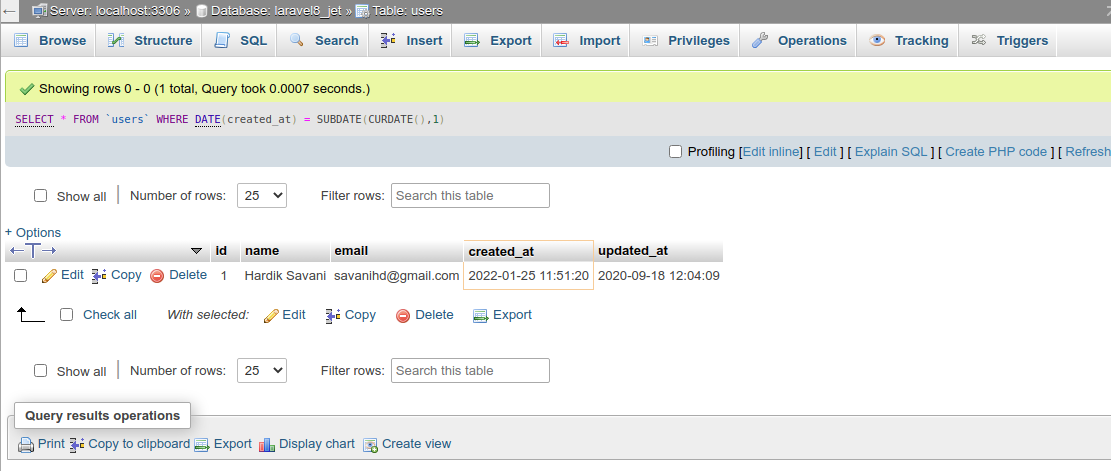 Server: localhost:3306 » Database: laravel8_jet » Table: users
Browse Structure SQL Search Insert Export Import Privileges Operations Tracking Triggers
Showing rows 0 - 0 (1 total, Query took 0.0007 seconds.)
SELECT * FROM `users` WHERE DATE(created_at) = SUBDATE(CURDATE(),1)
Profiling [Edit inline] [ Edit ] [ Explain SQL ] [ Create PHP code ] [ Refresh
Show all Number of rows: 25 Filter rows: Search this table
+ Options
id name email created_at updated_at
Edit Copy Delete 1 Hardik Savani savanihd@gmail.com 2022-01-25 11:51:20 2020-09-18 12:04:09
Check all With selected: Edit Copy Delete Export
Show all Number of rows: 25 Filter rows: Search this table
Query results operations
Print Copy to clipboard Export Display chart Create view